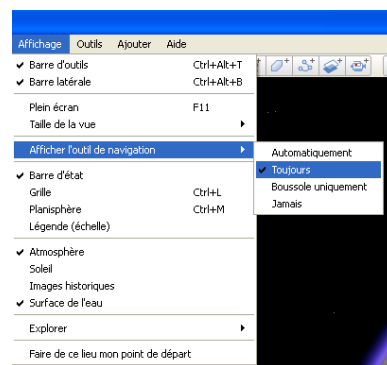 Affichage Outils Ajouter Aide
Barre d'outils Ctrl+Alt+T
Barre latérale Ctrl+Alt+B
Plein écran F11
Taille de la vue
Afficher l'outil de navigation
Automatiquement
Toujours
Boussole uniquement
Jamais
Barre d'état
Grille Ctrl+L
Planisphère Ctrl+M
Légende (échelle)
Atmosphère
Soleil
Images historiques
Surface de l'eau
Explorer
Faire de ce lieu mon point de départ